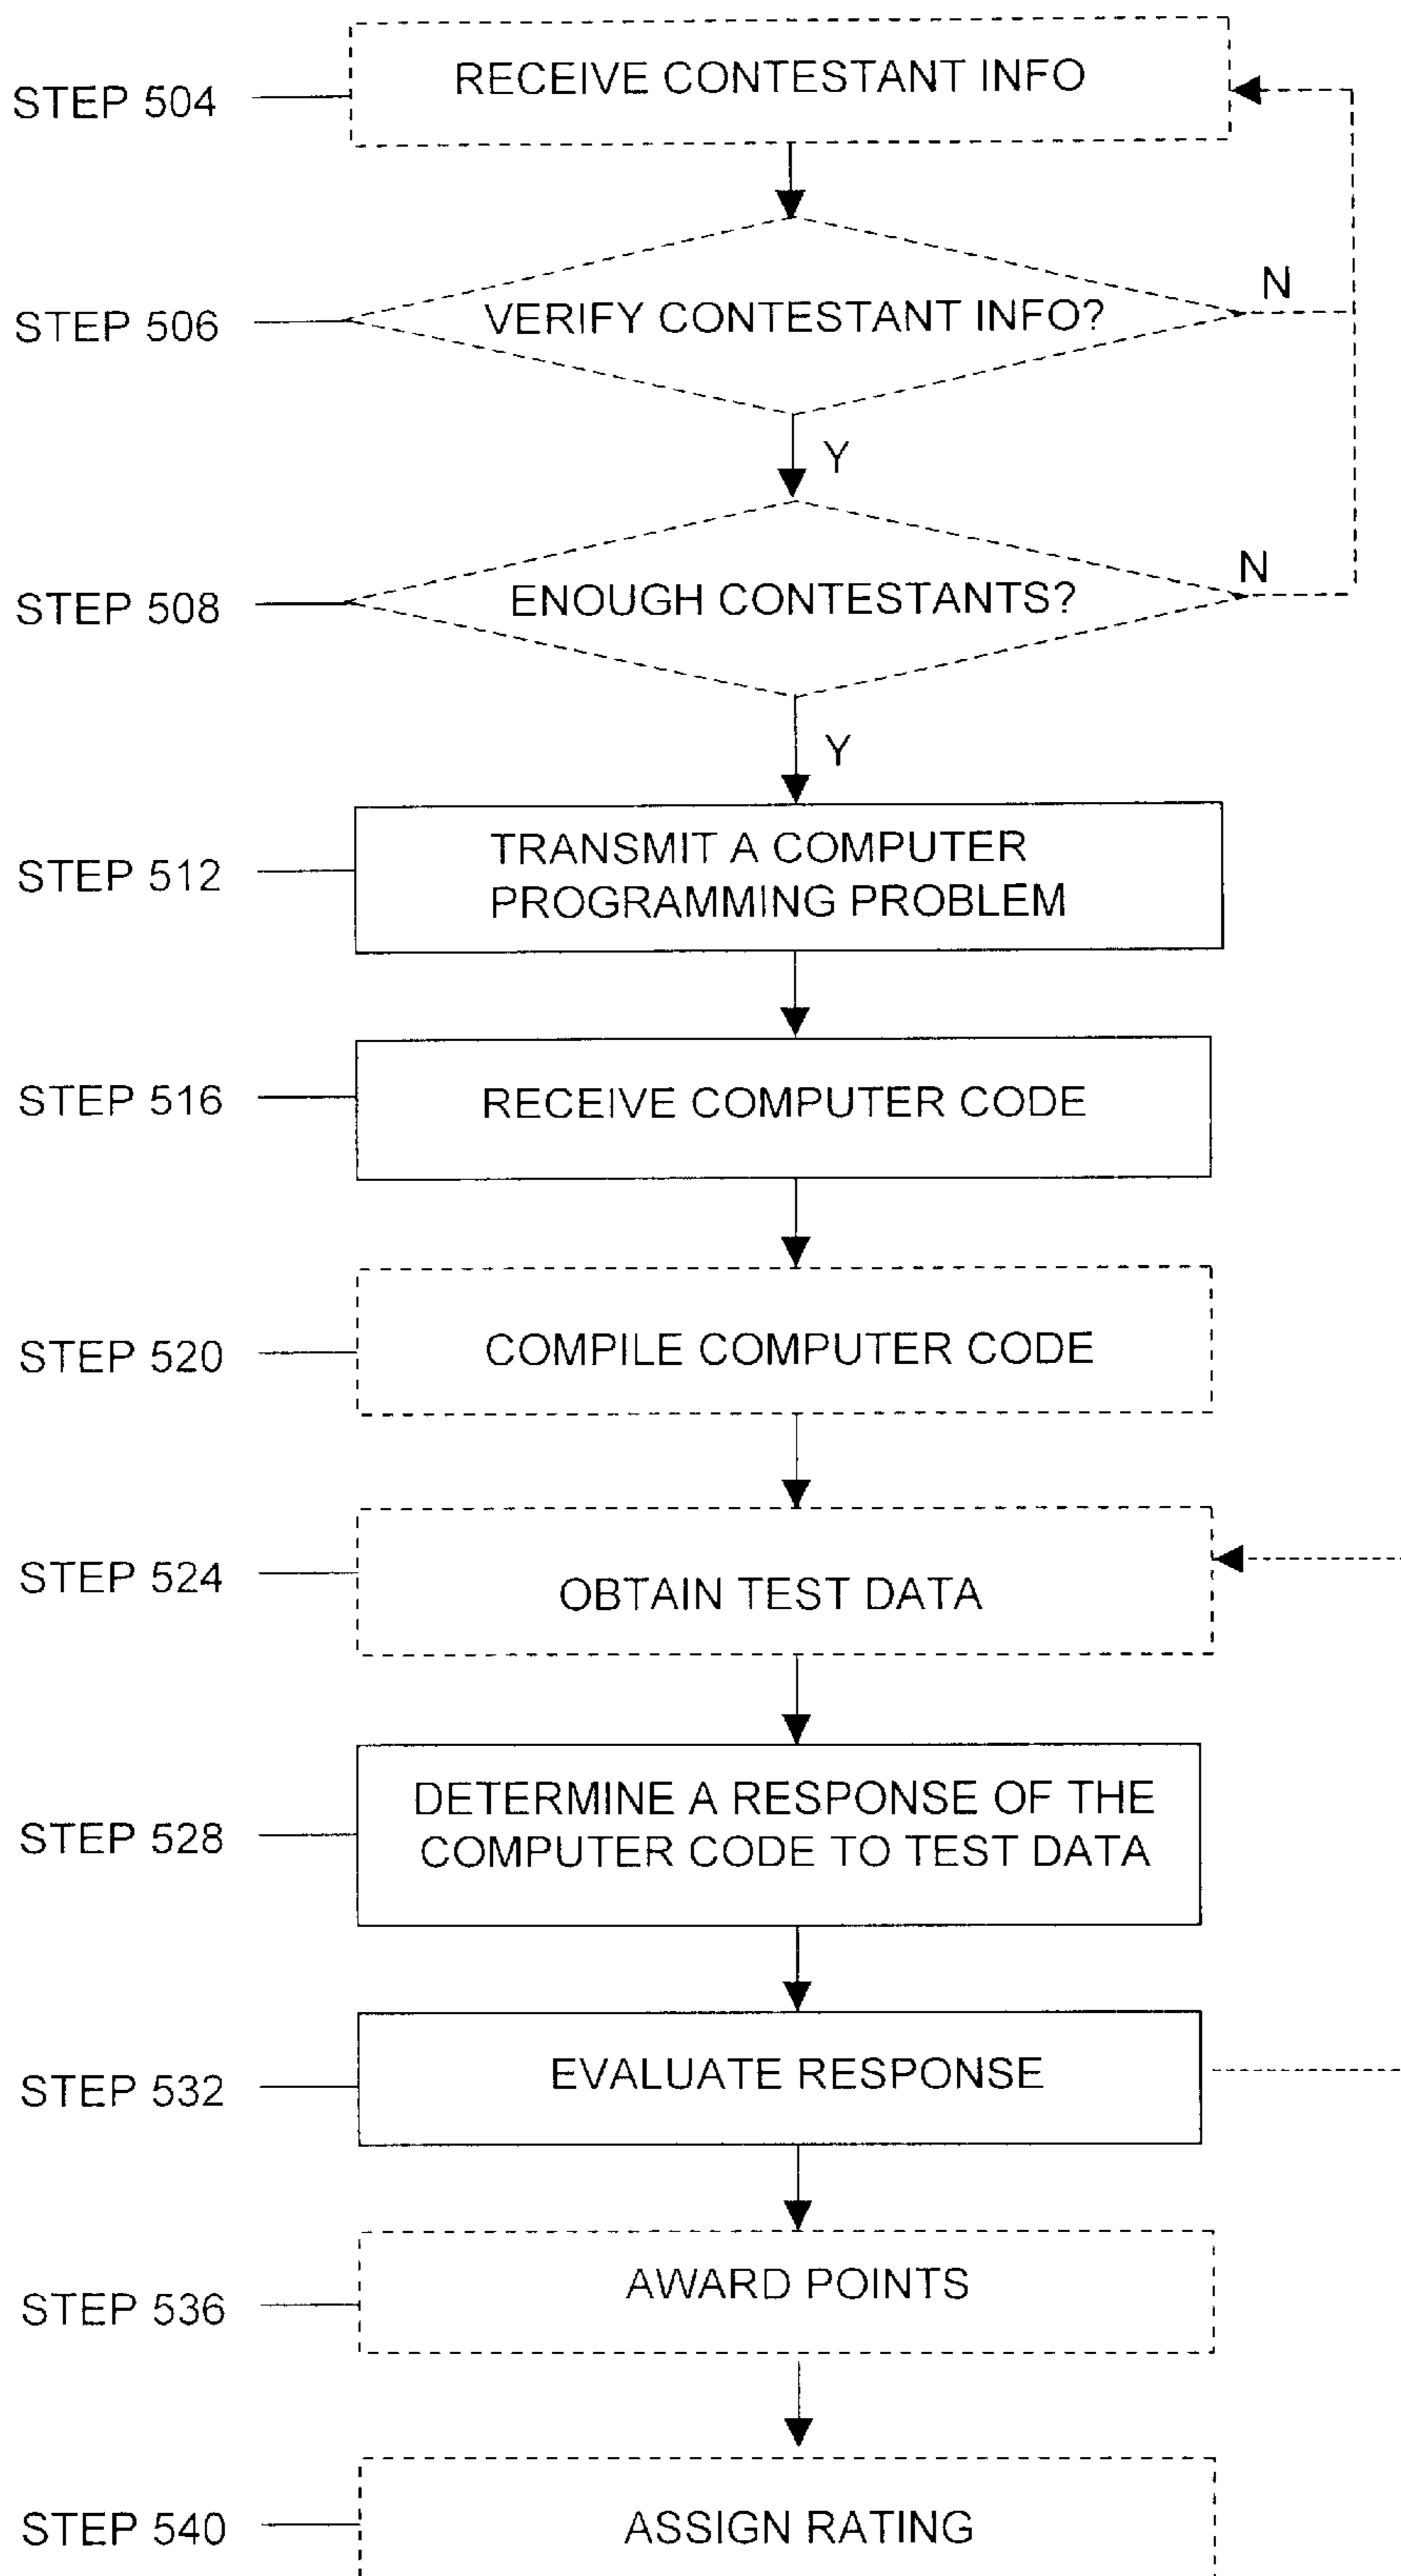 STEP 504
RECEIVE CONTESTANT INFO
STEP 506
VERIFY CONTESTANT INFO?
N
Y
STEP 508
ENOUGH CONTESTANTS?
N
Y
STEP 512
TRANSMIT A COMPUTER
PROGRAMMING PROBLEM
STEP 516
RECEIVE COMPUTER CODE
STEP 520
COMPILE COMPUTER CODE
STEP 524
OBTAIN TEST DATA
STEP 528
DETERMINE A RESPONSE OF THE
COMPUTER CODE TO TEST DATA
STEP 532
EVALUATE RESPONSE
STEP 536
AWARD POINTS
STEP 540
ASSIGN RATING